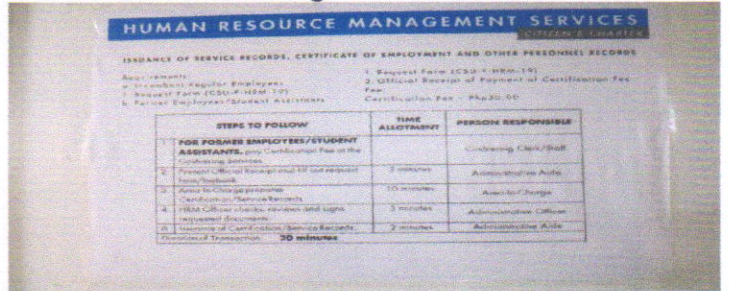 HUMAN RESOURCE MANAGEMENT SERVICES
CITIZEN'S CHARTER
ISSUANCE OF SERVICE RECORDS, CERTIFICATE OF EMPLOYMENT AND OTHER PERSONNEL RECORDS
Requirements
a. Incumbent Regular Employees
1. Request Form (CSU-F-HRM-19)
b. Former Employees/Student Assistants
1. Request Form (CSU-F-HRM-19)
2. Official Receipt of Payment of Certification Fee
Fee:
Certification Fee - Php30.00
STEPS TO FOLLOW TIME ALLOTMENT PERSON RESPONSIBLE
1. FOR FORMER EMPLOYEES/STUDENT
ASSISTANTS, pay Certification Fee at the
Cashiering Services Cashiering Clerk/Staff
2. Present Official Receipt and fill out request
form/logbook 3 minutes Administrative Aide
3. Area In-Charge prepares
Certification/Service Records 10 minutes Area In-Charge
4. HRM Officer checks, reviews and signs
requested documents 5 minutes Administrative Officer
Issuance of Certification/Service Records 2 minutes Administrative Aide
Duration of Transaction 20 minutes